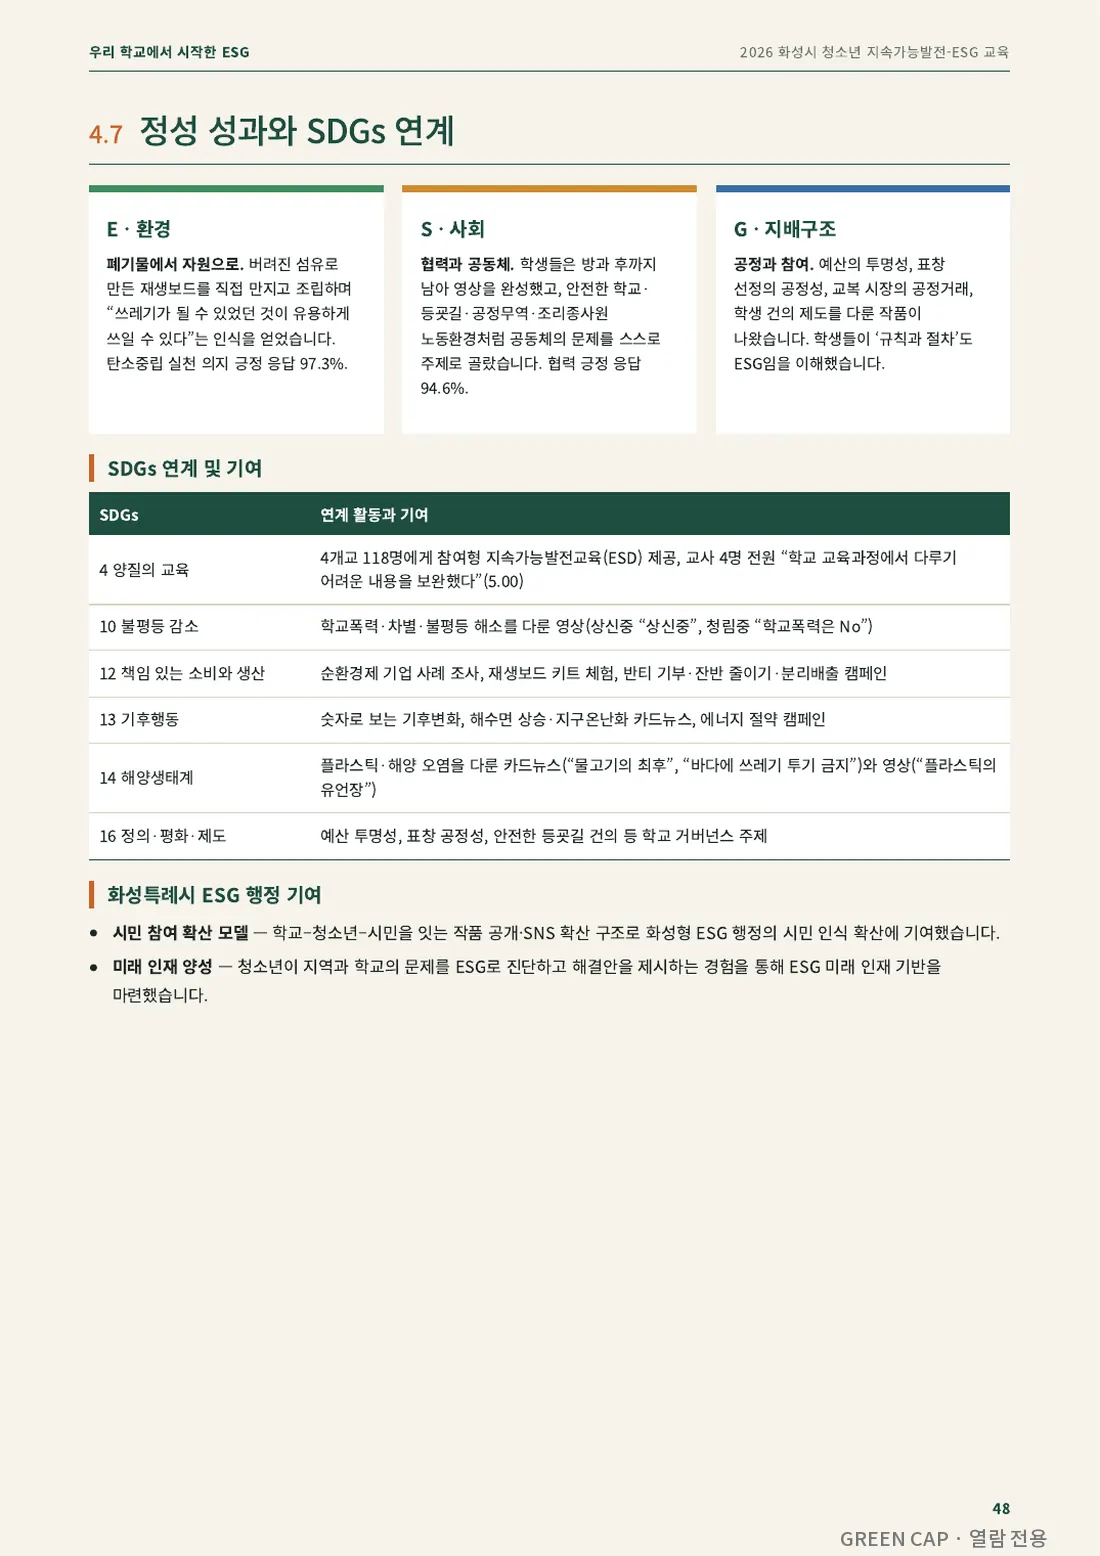 우리 학교에서 시작한 ESG
2026 화성시 청소년 지속가능발전-ESG 교육
4.7 정성 성과와 SDGs 연계
E · 환경
폐기물에서 자원으로. 버려진 섬유로
만든 재생보드를 직접 만지고 조립하며
“쓰레기가 될 수 있었던 것이 유용하게
쓰일 수 있다”는 인식을 얻었습니다.
탄소중립 실천 의지 긍정 응답 97.3%.
S · 사회
협력과 공동체. 학생들은 방과 후까지
남아 영상을 완성했고, 안전한 학교·
등굣길·공정무역·조리종사원
노동환경처럼 공동체의 문제를 스스로
주제로 골랐습니다. 협력 긍정 응답
94.6%.
G · 지배구조
공정과 참여. 예산의 투명성, 표창
선정의 공정성, 교복 시장의 공정거래,
학생 건의 제도를 다룬 작품이
나왔습니다. 학생들이 ‘규칙과 절차’도
ESG임을 이해했습니다.
SDGs 연계 및 기여
SDGs 연계 활동과 기여
4 양질의 교육
4개교 118명에게 참여형 지속가능발전교육(ESD) 제공, 교사 4명 전원 “학교 교육과정에서 다루기
어려운 내용을 보완했다”(5.00)
10 불평등 감소 학교폭력·차별·불평등 해소를 다룬 영상(상신중 “상신중”, 청림중 “학교폭력은 No”)
12 책임 있는 소비와 생산 순환경제 기업 사례 조사, 재생보드 키트 체험, 반티 기부·잔반 줄이기·분리배출 캠페인
13 기후행동 숫자로 보는 기후변화, 해수면 상승·지구온난화 카드뉴스, 에너지 절약 캠페인
14 해양생태계
플라스틱·해양 오염을 다룬 카드뉴스(“물고기의 최후”, “바다에 쓰레기 투기 금지”)와 영상(“플라스틱의
유언장”)
16 정의·평화·제도 예산 투명성, 표창 공정성, 안전한 등굣길 건의 등 학교 거버넌스 주제
화성특례시 ESG 행정 기여
• 시민 참여 확산 모델 — 학교–청소년–시민을 잇는 작품 공개·SNS 확산 구조로 화성형 ESG 행정의 시민 인식 확산에 기여했습니다.
• 미래 인재 양성 — 청소년이 지역과 학교의 문제를 ESG로 진단하고 해결안을 제시하는 경험을 통해 ESG 미래 인재 기반을
마련했습니다.
48
GREEN CAP · 열람 전용